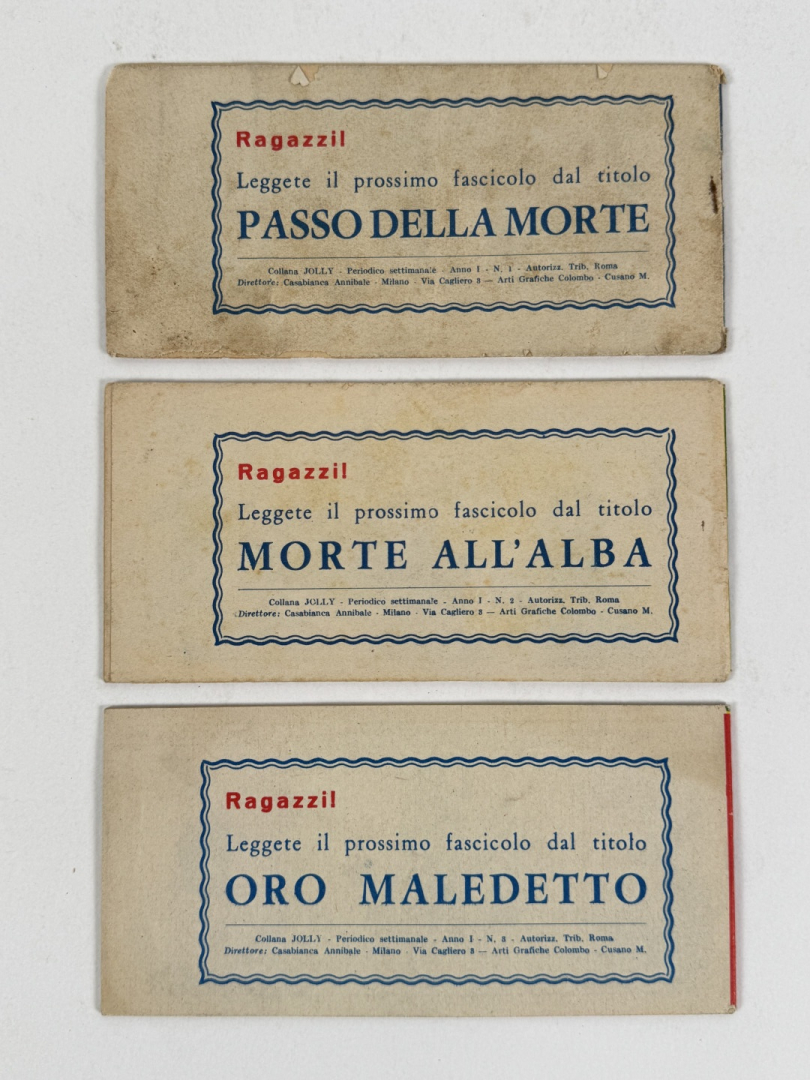 Ragazzi!
Leggete il prossimo fascicolo dal titolo
PASSO DELLA MORTE
Collana JOLLY - Periodico settimanale - Anno I - N. 1 - Autorizz. Trib. Roma
Direttore: Casabianca Annibale - Milano - Via Cagliero 8 — Arti Grafiche Colombo - Cusano M.
Ragazzi!
Leggete il prossimo fascicolo dal titolo
MORTE ALL'ALBA
Collana JOLLY - Periodico settimanale - Anno I - N. 2 - Autorizz. Trib. Roma
Direttore: Casabianca Annibale - Milano - Via Cagliero 8 — Arti Grafiche Colombo - Cusano M.
Ragazzi!
Leggete il prossimo fascicolo dal titolo
ORO MALEDETTO
Collana JOLLY - Periodico settimanale - Anno I - N. 3 - Autorizz. Trib. Roma
Direttore: Casabianca Annibale - Milano - Via Cagliero 8 — Arti Grafiche Colombo - Cusano M.